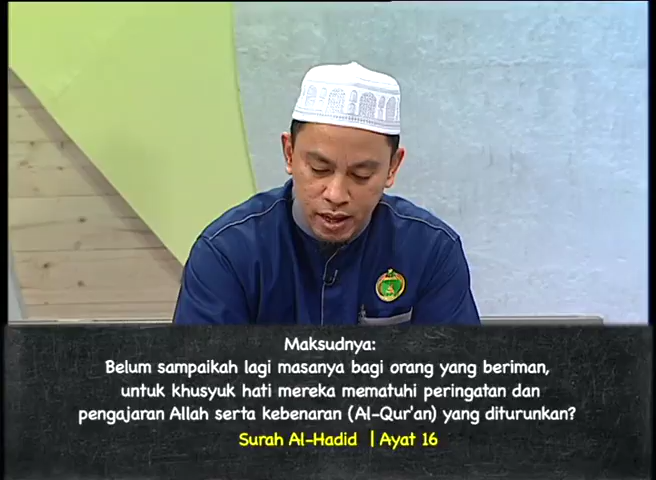 Maksudnya:
Belum sampaikah lagi masanya bagi orang yang beriman,
untuk khusyuk hati mereka mematuhi peringatan dan
pengajaran Allah serta kebenaran (Al-Qur'an) yang diturunkan?
Surah Al-Hadid | Ayat 16